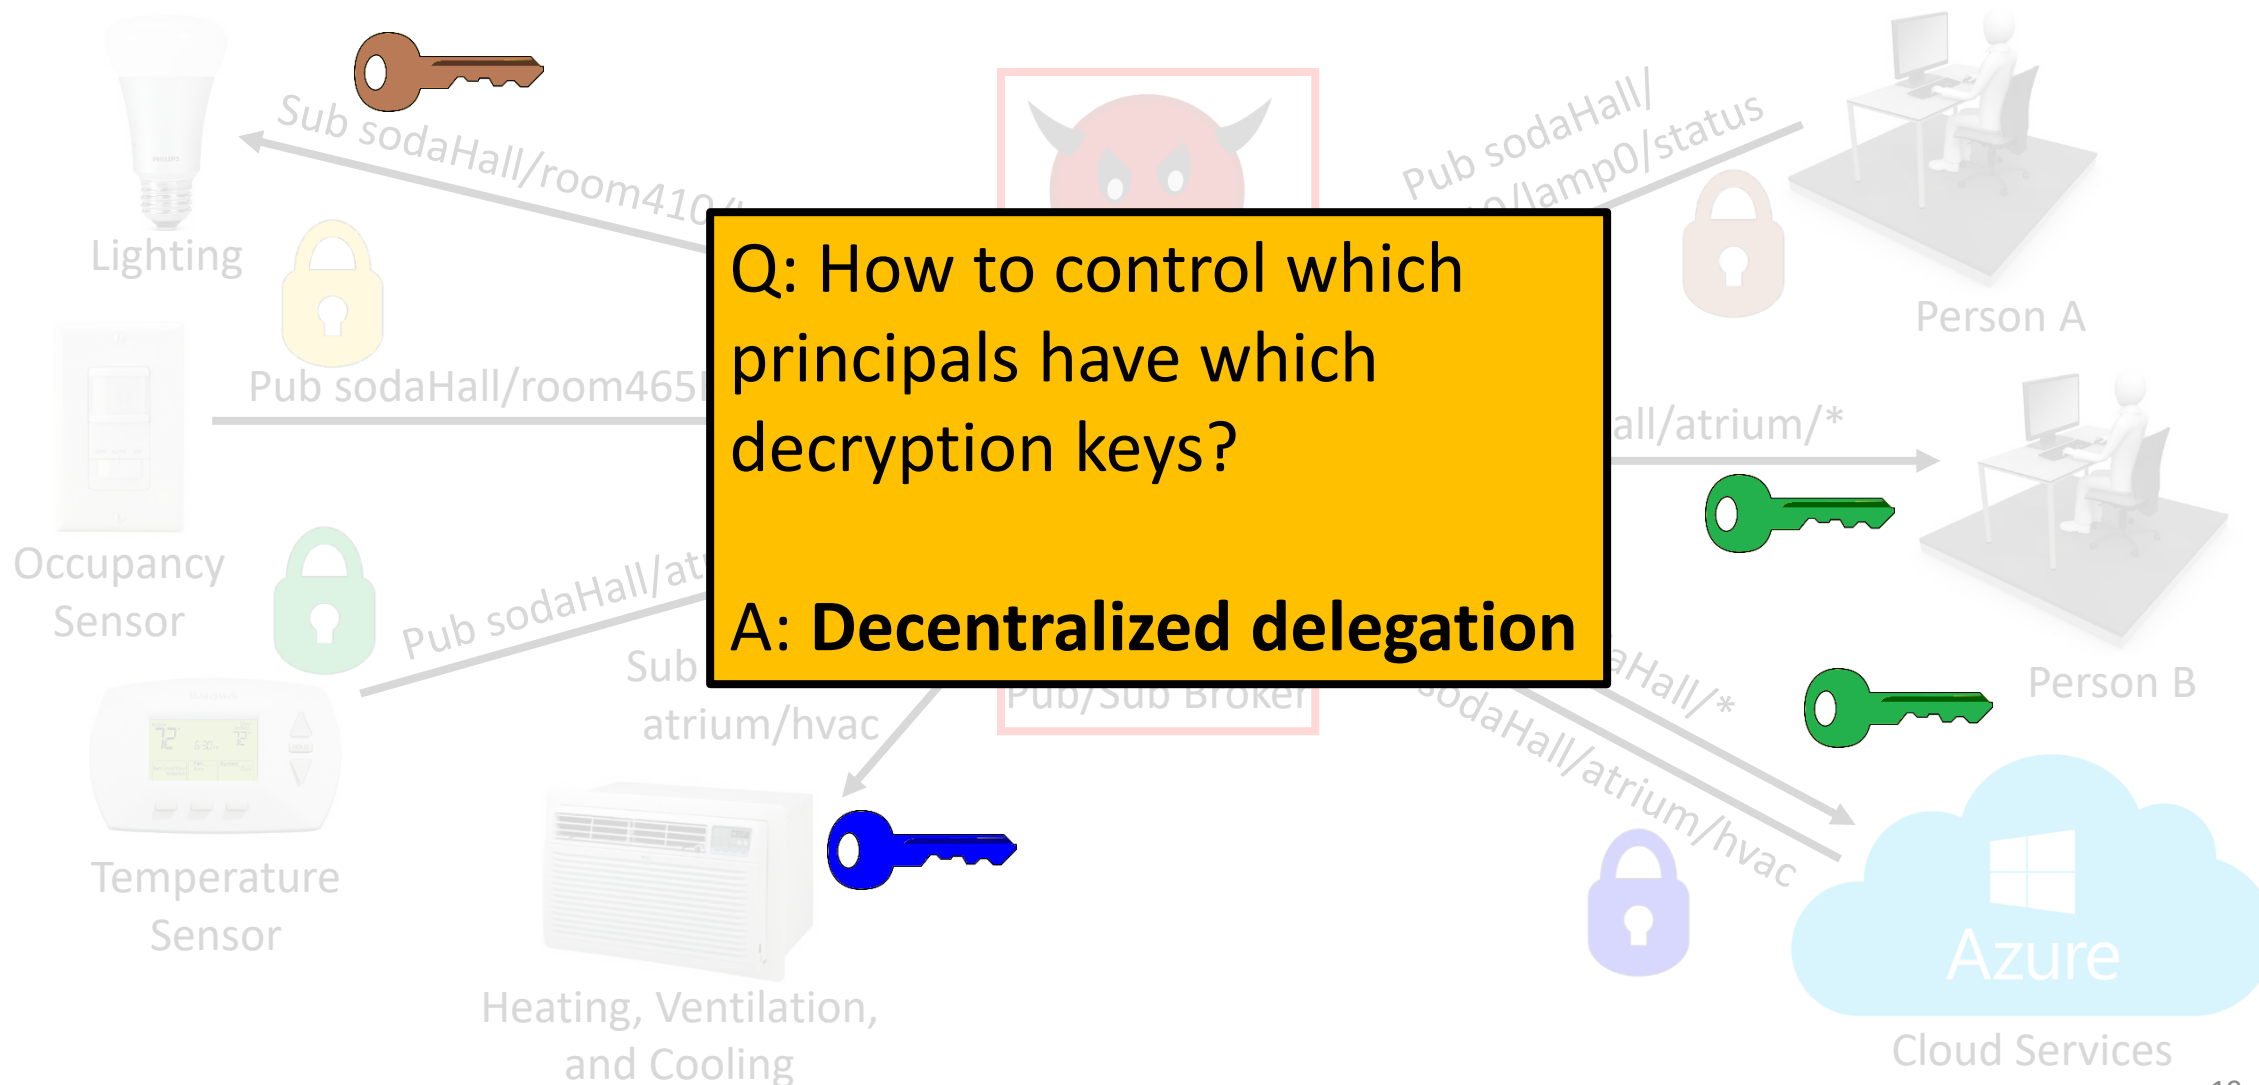 Sub sodaHall/room410/
Pub sodaHall/
lamp0/status
Lighting
Person A
Q: How to control which
principals have which
decryption keys?
A: Decentralized delegation
Pub sodaHall/room465
all/atrium/*
Occupancy
Sensor
Pub sodaHall/at
Sub
atrium/hvac
Pub/Sub Broker
aHall/*
sodaHall/atrium/hvac
Person B
Temperature
Sensor
Azure
Heating, Ventilation,
and Cooling
Cloud Services